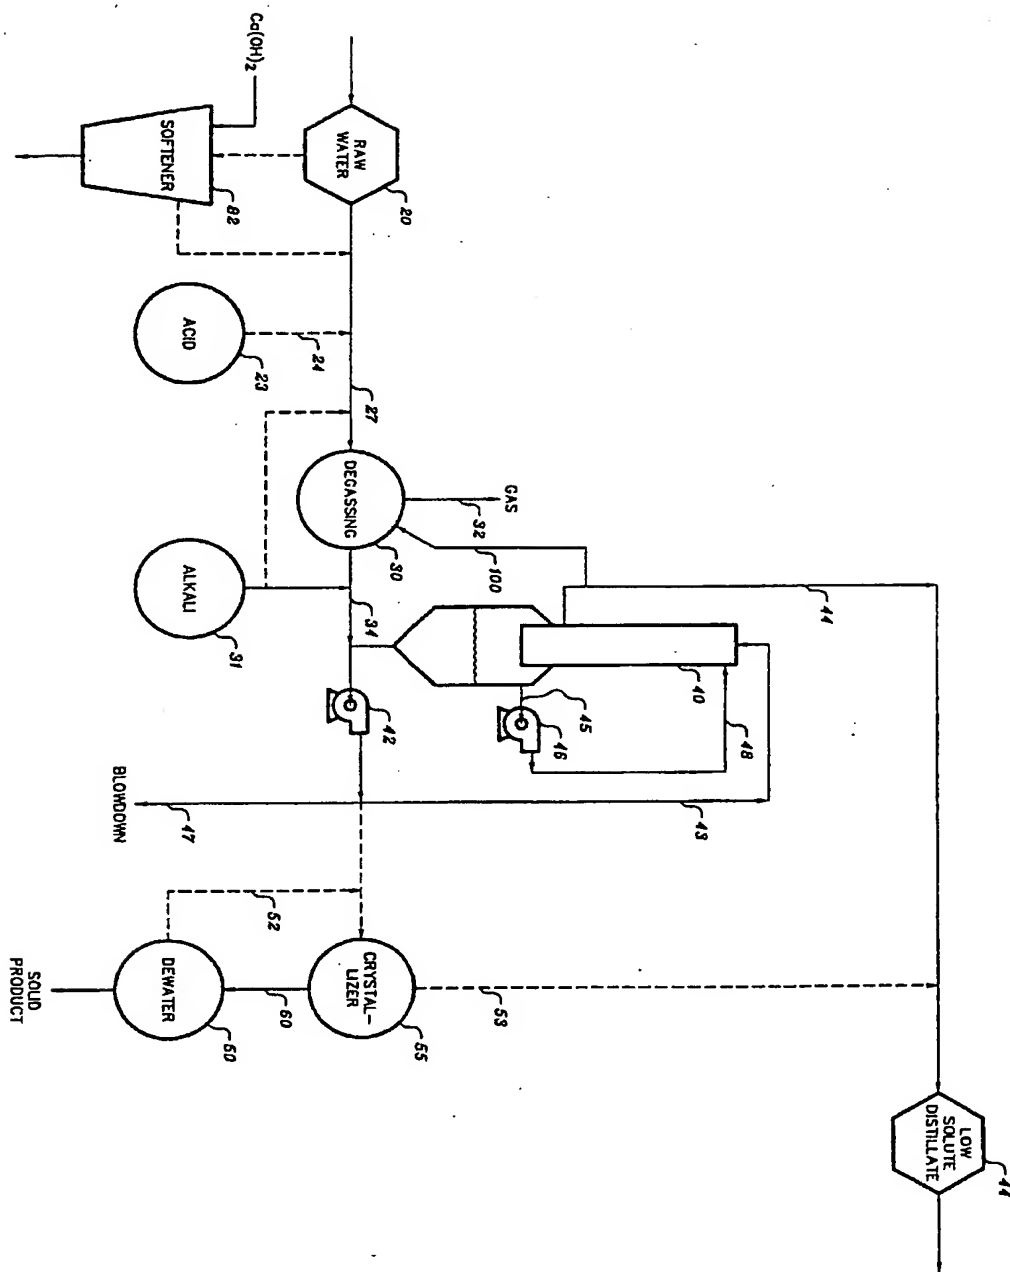 Ca(OH)2
SOFTENER
82
RAW
WATER
20
ACID
23
24
27
DEGASSING
30
GAS
32
100
ALKALI
31
34
44
40
42
45
46
48
43
BLOWDOWN
47
52
CRYSTAL-
LIZER
55
53
60
DEWATER
50
SOLID
PRODUCT
LOW
SOLUTE
DISTILLATE
44